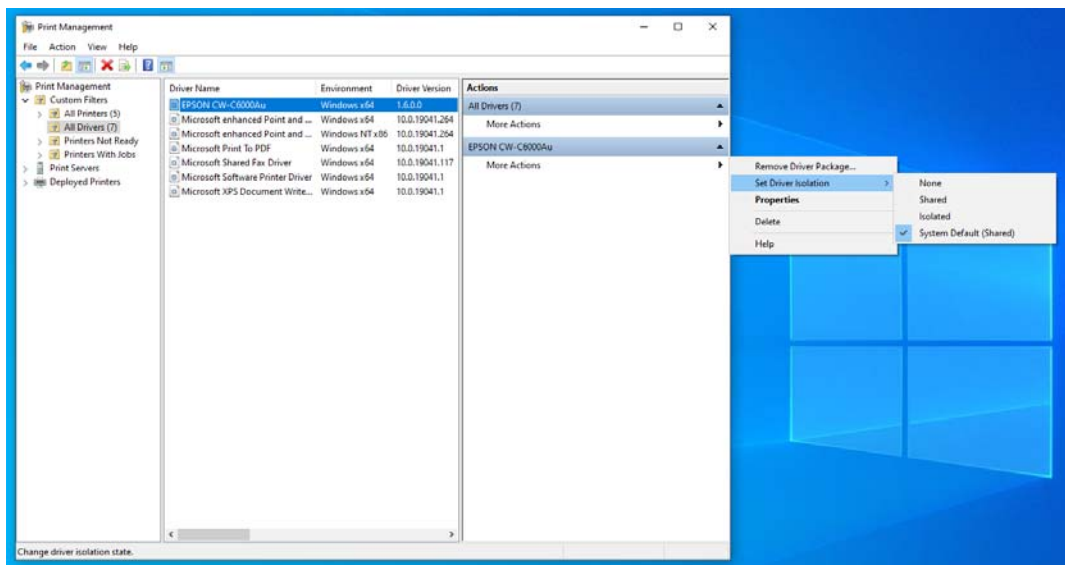 Print Management
File Action View Help
Print Management
Custom Filters
All Printers (5)
All Drivers (7)
Printers Not Ready
Printers With Jobs
Print Servers
Deployed Printers
Driver Name Environment Driver Version
EPSON CW-C6000Au Windows x64 1.6.0.0
Microsoft enhanced Point and ... Windows x64 10.0.19041.264
Microsoft enhanced Point and ... Windows NT x86 10.0.19041.264
Microsoft Print To PDF Windows x64 10.0.19041.1
Microsoft Shared Fax Driver Windows x64 10.0.19041.117
Microsoft Software Printer Driver Windows x64 10.0.19041.1
Microsoft XPS Document Write... Windows x64 10.0.19041.1
Actions
All Drivers (7)
More Actions
EPSON CW-C6000Au
More Actions
Remove Driver Package...
Set Driver Isolation
Properties
Delete
Help
None
Shared
Isolated
System Default (Shared)
Change driver isolation state.